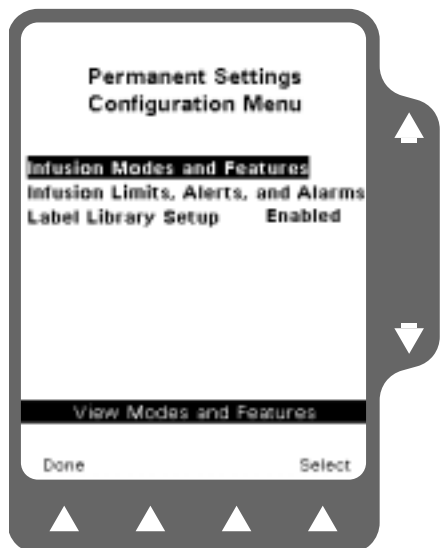 Permanent Settings
Configuration Menu
Infusion Modes and Features
Infusion Limits, Alerts, and Alarms
Label Library Setup Enabled
View Modes and Features
Done Select